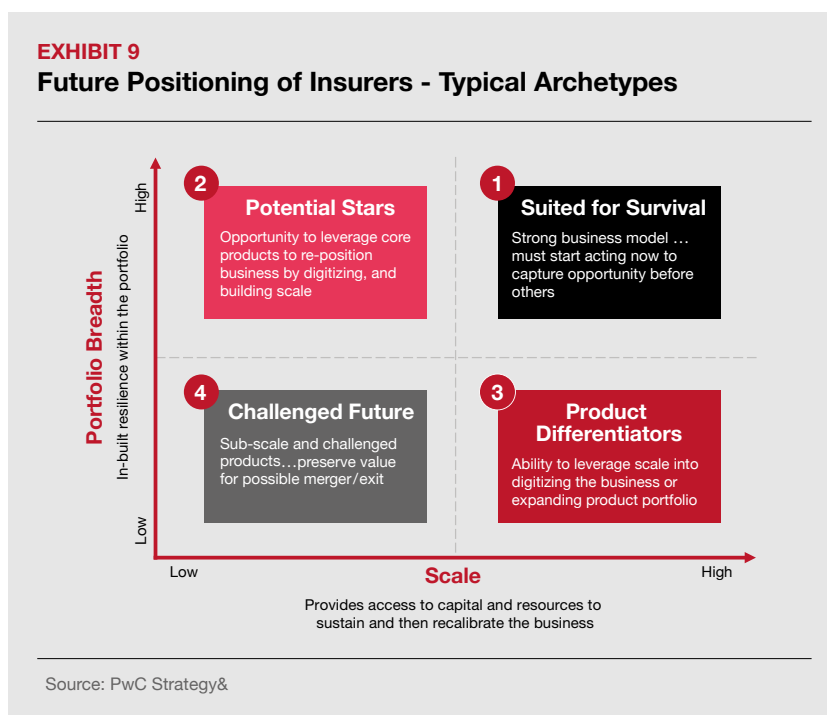 EXHIBIT 9
Future Positioning of Insurers - Typical Archetypes
Portfolio Breadth
In-built resilience within the portfolio
High
Low
2
Potential Stars
Opportunity to leverage core
products to re-position
business by digitizing, and
building scale
1
Suited for Survival
Strong business model ...
must start acting now to
capture opportunity before
others
4
Challenged Future
Sub-scale and challenged
products...preserve value
for possible merger/exit
3
Product
Differentiators
Ability to leverage scale into
digitizing the business or
expanding product portfolio
Low
Scale
High
Provides access to capital and resources to
sustain and then recalibrate the business
Source: PwC Strategy&